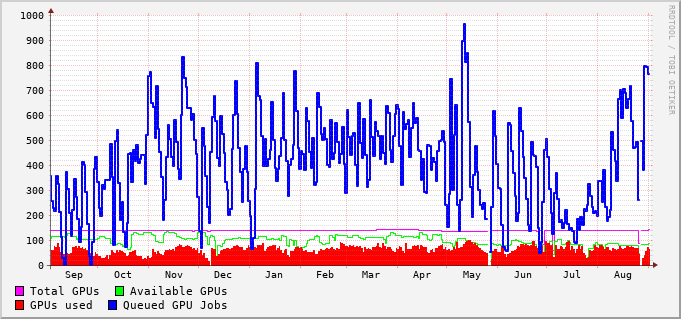 1000
900
800
700
600
500
400
300
200
100
0
Sep Oct Nov Dec Jan Feb Mar Apr May Jun Jul Aug
RRDTOOL / TOBI OETIKER
Total GPUs Available GPUs
GPUs used Queued GPU Jobs